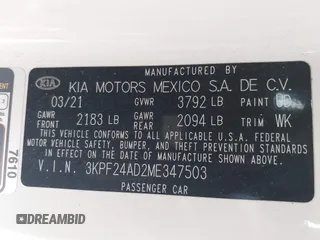 MANUFACTURED BY
KIA KIA MOTORS MEXICO S.A. DE C.V.
03/21 GVWR 3792 LB PAINT UD
GAWR FRONT 2183 LB GAWR REAR 2094 LB TRIM WK
THIS VEHICLE CONFORMS TO ALL APPLICABLE U.S.A. FEDERAL
MOTOR VEHICLE SAFETY, BUMPER, AND THEFT PREVENTION
STANDARDS IN EFFECT ON THE DATE OF MANUFACTURE SHOWN ABOVE.
V.I.N. 3KPF24AD2ME347503
PASSENGER CAR
7610
DREAMBID